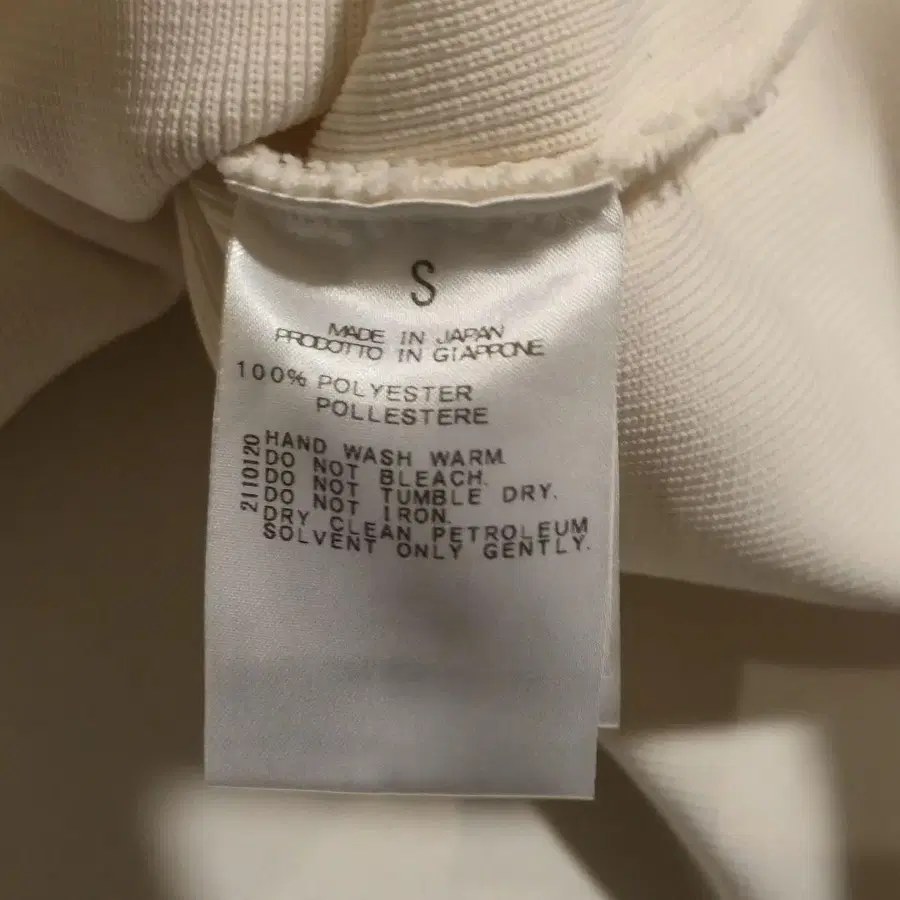 S
MADE IN JAPAN
PRODOTTO IN GIAPPONE
100% POLYESTER
POLLESTERE
2110120
HAND WASH WARM.
DO NOT BLEACH.
DO NOT TUMBLE DRY.
DO NOT IRON.
DRY CLEAN PETROLEUM
SOLVENT ONLY GENTLY.